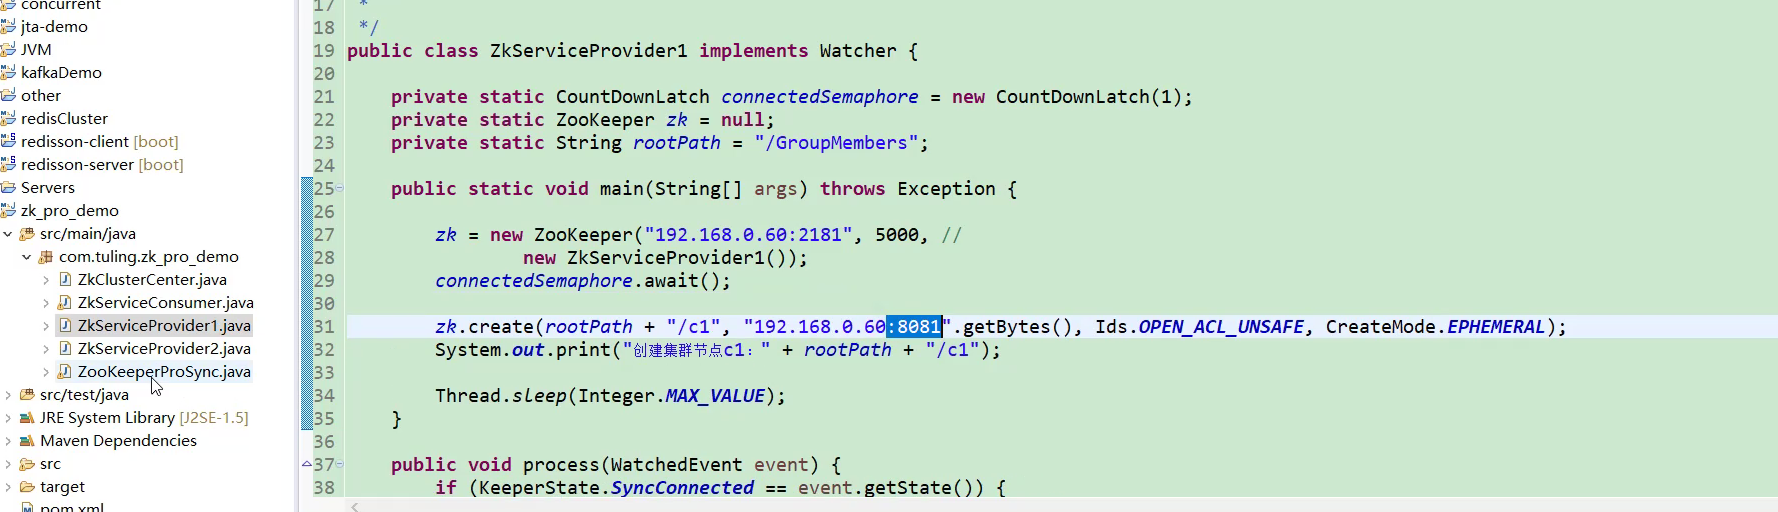 concurrent
jta-demo
JVM
kafkaDemo
other
redisCluster
redisson-client [boot]
redisson-server [boot]
Servers
zk_pro_demo
src/main/java
com.tuling.zk_pro_demo
ZkClusterCenter.java
ZkServiceConsumer.java
ZkServiceProvider1.java
ZkServiceProvider2.java
ZooKeeperProSync.java
src/test/java
JRE System Library [J2SE-1.5]
Maven Dependencies
src
target
pom.xml
17 *
18 */
19 public class ZkServiceProvider1 implements Watcher {
20
21 private static CountDownLatch connectedSemaphore = new CountDownLatch(1);
22 private static ZooKeeper zk = null;
23 private static String rootPath = "/GroupMembers";
24
25 public static void main(String[] args) throws Exception {
26
27 zk = new ZooKeeper("192.168.0.60:2181", 5000, //
28 new ZkServiceProvider1());
29 connectedSemaphore.await();
30
31 zk.create(rootPath + "/c1", "192.168.0.60:8081".getBytes(), Ids.OPEN_ACL_UNSAFE, CreateMode.EPHEMERAL);
32 System.out.print("创建集群节点c1：" + rootPath + "/c1");
33
34 Thread.sleep(Integer.MAX_VALUE);
35 }
36
37 public void process(WatchedEvent event) {
38 if (KeeperState.SyncConnected == event.getState()) {